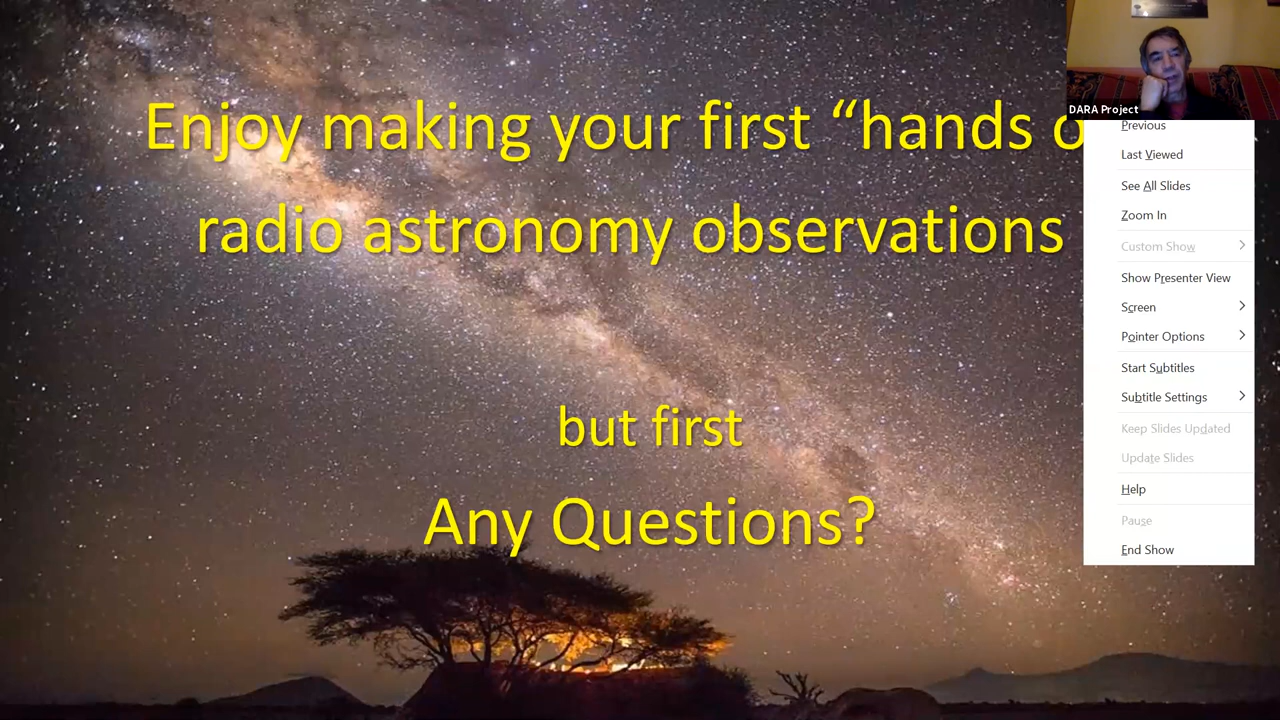 Enjoy making your first “hands o
radio astronomy observations
but first
Any Questions?
DARA Project
Previous
Last Viewed
See All Slides
Zoom In
Custom Show
Show Presenter View
Screen
Pointer Options
Start Subtitles
Subtitle Settings
Keep Slides Updated
Update Slides
Help
Pause
End Show